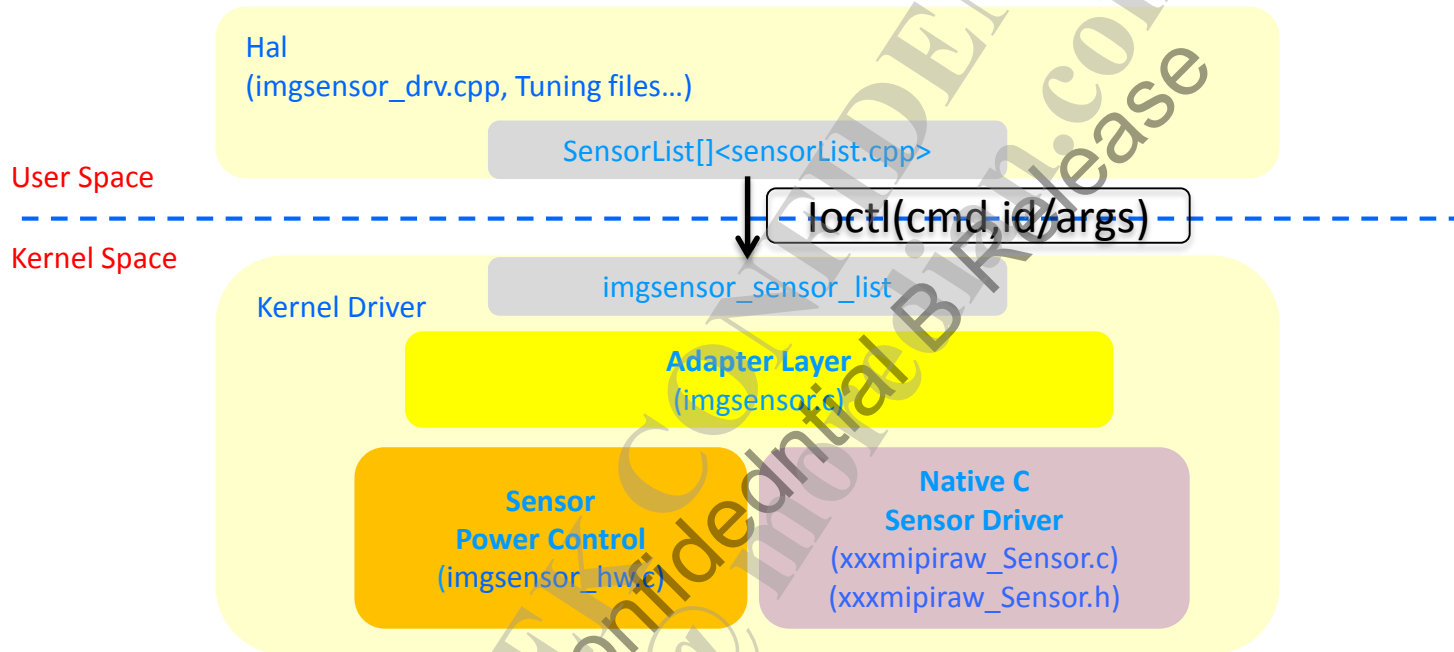 Hal
(imgsensor_drv.cpp, Tuning files…)
SensorList[]<sensorList.cpp>
User Space
Ioctl(cmd,id/args)
Kernel Space
imgsensor_sensor_list
Kernel Driver
Adapter Layer
(imgsensor.c)
Sensor
Power Control
(imgsensor_hw.c)
Native C
Sensor Driver
(xxxmipiraw_Sensor.c)
(xxxmipiraw_Sensor.h)
B Release